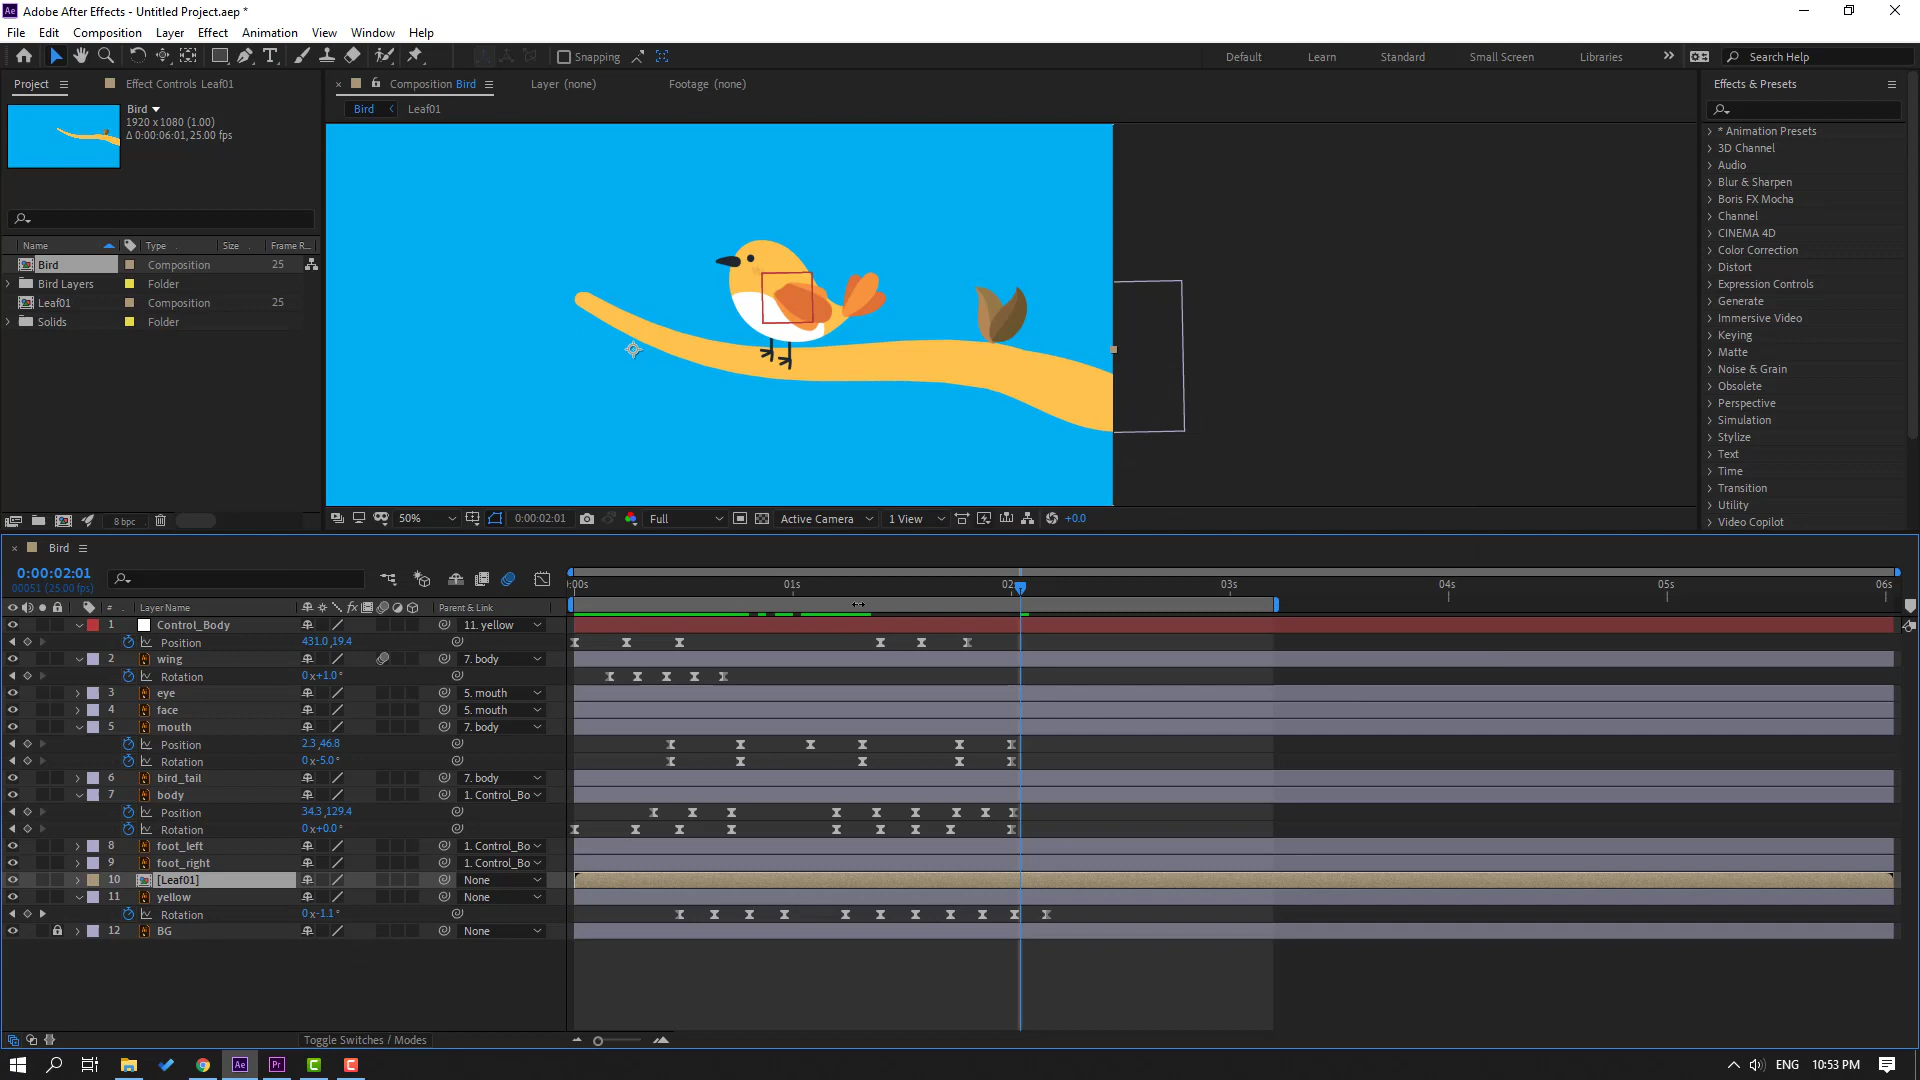 Adobe After Effects - Untitled Project.aep *
File Edit Composition Layer Effect Animation View Window Help
Snapping
Default Learn Standard Small Screen Libraries
Search Help
Project
Effect Controls Leaf01
Composition Bird
Layer (none)
Footage (none)
Effects & Presets
Bird
1920 x 1080 (1.00)
Δ 0:00:06:01, 25.00 fps
Bird Leaf01
Name Type Size Frame R...
Bird Composition 25
Bird Layers Folder
Leaf01 Composition 25
Solids Folder
8 bpc
* Animation Presets
3D Channel
Audio
Blur & Sharpen
Boris FX Mocha
Channel
CINEMA 4D
Color Correction
Distort
Expression Controls
Generate
Immersive Video
Keying
Matte
Noise & Grain
Obsolete
Perspective
Simulation
Stylize
Text
Time
Transition
Utility
Video Copilot
50% 0:00:02:01 Full Active Camera 1 View +0.0
Bird
0:00:02:01
00051 (25.00 fps)
:00s 01s 02 03s 04s 05s 06s
# Layer Name fx Parent & Link
1 Control_Body 11. yellow
Position 431.0,19.4
2 wing 7. body
Rotation 0x+1.0°
3 eye 5. mouth
4 face 5. mouth
5 mouth 7. body
Position 2.3,46.8
Rotation 0x-5.0°
6 bird_tail 7. body
7 body 1. Control_Bo
Position 34.3,129.4
Rotation 0x+0.0°
8 foot_left 1. Control_Bo
9 foot_right 1. Control_Bo
10 [Leaf01] None
11 yellow None
Rotation 0x-1.1°
12 BG None
Toggle Switches / Modes
Ae Pr C C ENG 10:53 PM